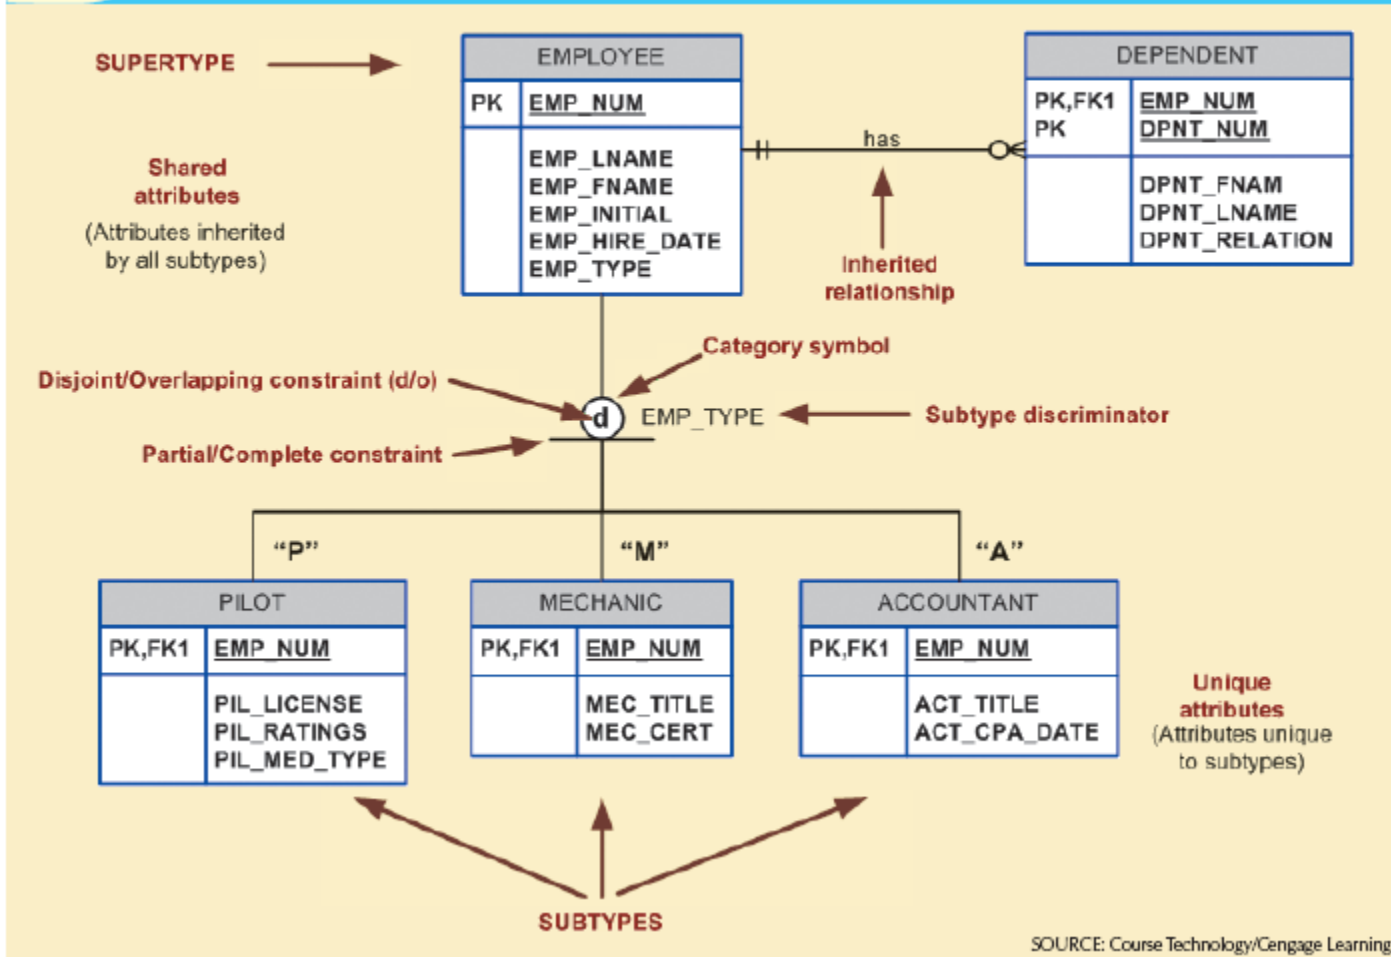 SUPERTYPE
EMPLOYEE
PK EMP_NUM
EMP_LNAME
EMP_FNAME
EMP_INITIAL
EMP_HIRE_DATE
EMP_TYPE
has
DEPENDENT
PK,FK1 EMP_NUM
PK DPNT_NUM
DPNT_FNAM
DPNT_LNAME
DPNT_RELATION
Shared
attributes
(Attributes inherited
by all subtypes)
Inherited
relationship
Category symbol
Disjoint/Overlapping constraint (d/o)
d
EMP_TYPE
Subtype discriminator
Partial/Complete constraint
“P”
“M”
“A”
PILOT
PK,FK1 EMP_NUM
PIL_LICENSE
PIL_RATINGS
PIL_MED_TYPE
MECHANIC
PK,FK1 EMP_NUM
MEC_TITLE
MEC_CERT
ACCOUNTANT
PK,FK1 EMP_NUM
ACT_TITLE
ACT_CPA_DATE
Unique
attributes
(Attributes unique
to subtypes)
SUBTYPES
SOURCE: Course Technology/Cengage Learning